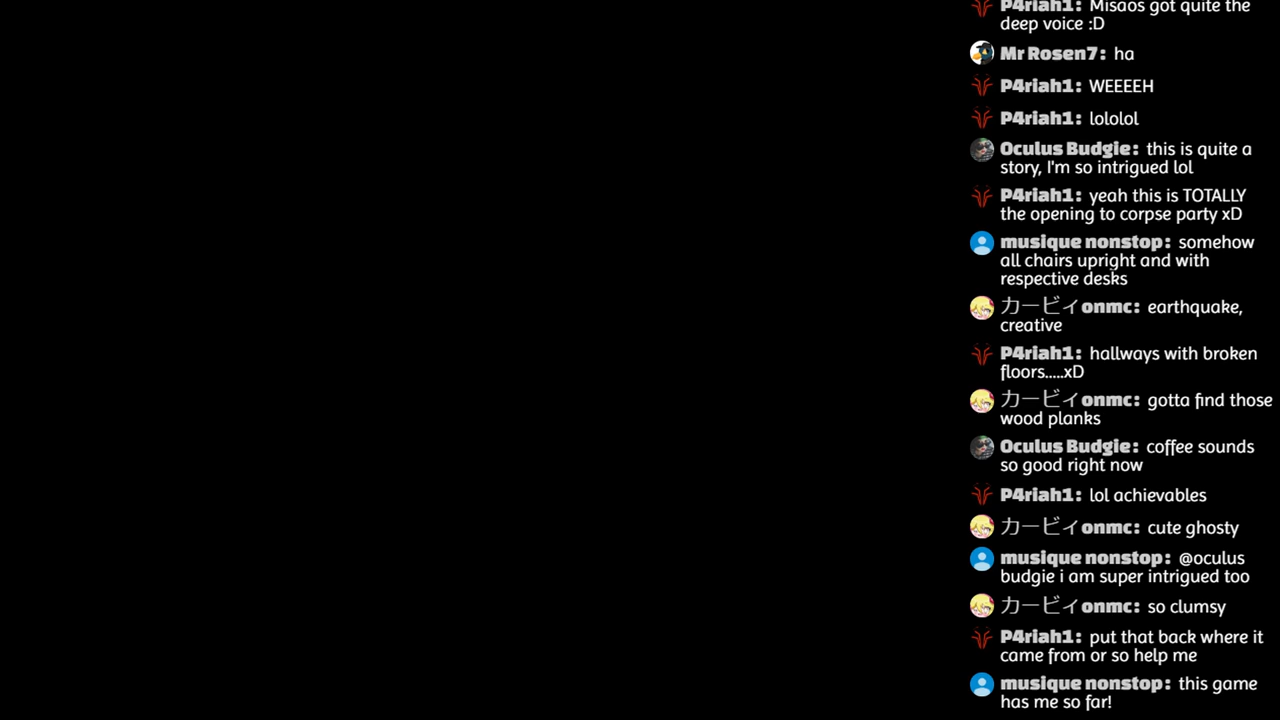 P4riah1: Misaos got quite the
deep voice :D
Mr Rosen7: ha
P4riah1: WEEEEH
P4riah1: lololol
Oculus Budgie: this is quite a
story, I'm so intrigued lol
P4riah1: yeah this is TOTALLY
the opening to corpse party xD
musique nonstop: somehow
all chairs upright and with
respective desks
カービィonmc: earthquake,
creative
P4riah1: hallways with broken
floors.....xD
カービィonmc: gotta find those
wood planks
Oculus Budgie: coffee sounds
so good right now
P4riah1: lol achievables
カービィonmc: cute ghosty
musique nonstop: @oculus
budgie i am super intrigued too
カービィonmc: so clumsy
P4riah1: put that back where it
came from or so help me
musique nonstop: this game
has me so far!